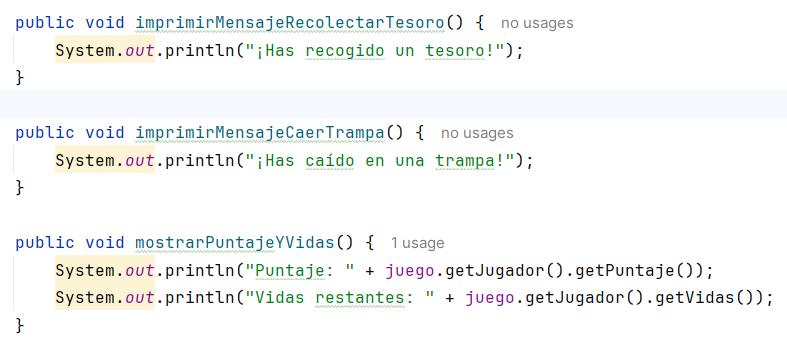 public void imprimirMensajeRecolectarTesoro() { no usages
System.out.println("¡Has recogido un tesoro!");
}
public void imprimirMensajeCaerTrampa() { no usages
System.out.println("¡Has caído en una trampa!");
}
public void mostrarPuntajeYVidas() { 1 usage
System.out.println("Puntaje: " + juego.getJugador().getPuntaje());
System.out.println("Vidas restantes: " + juego.getJugador().getVidas());
}